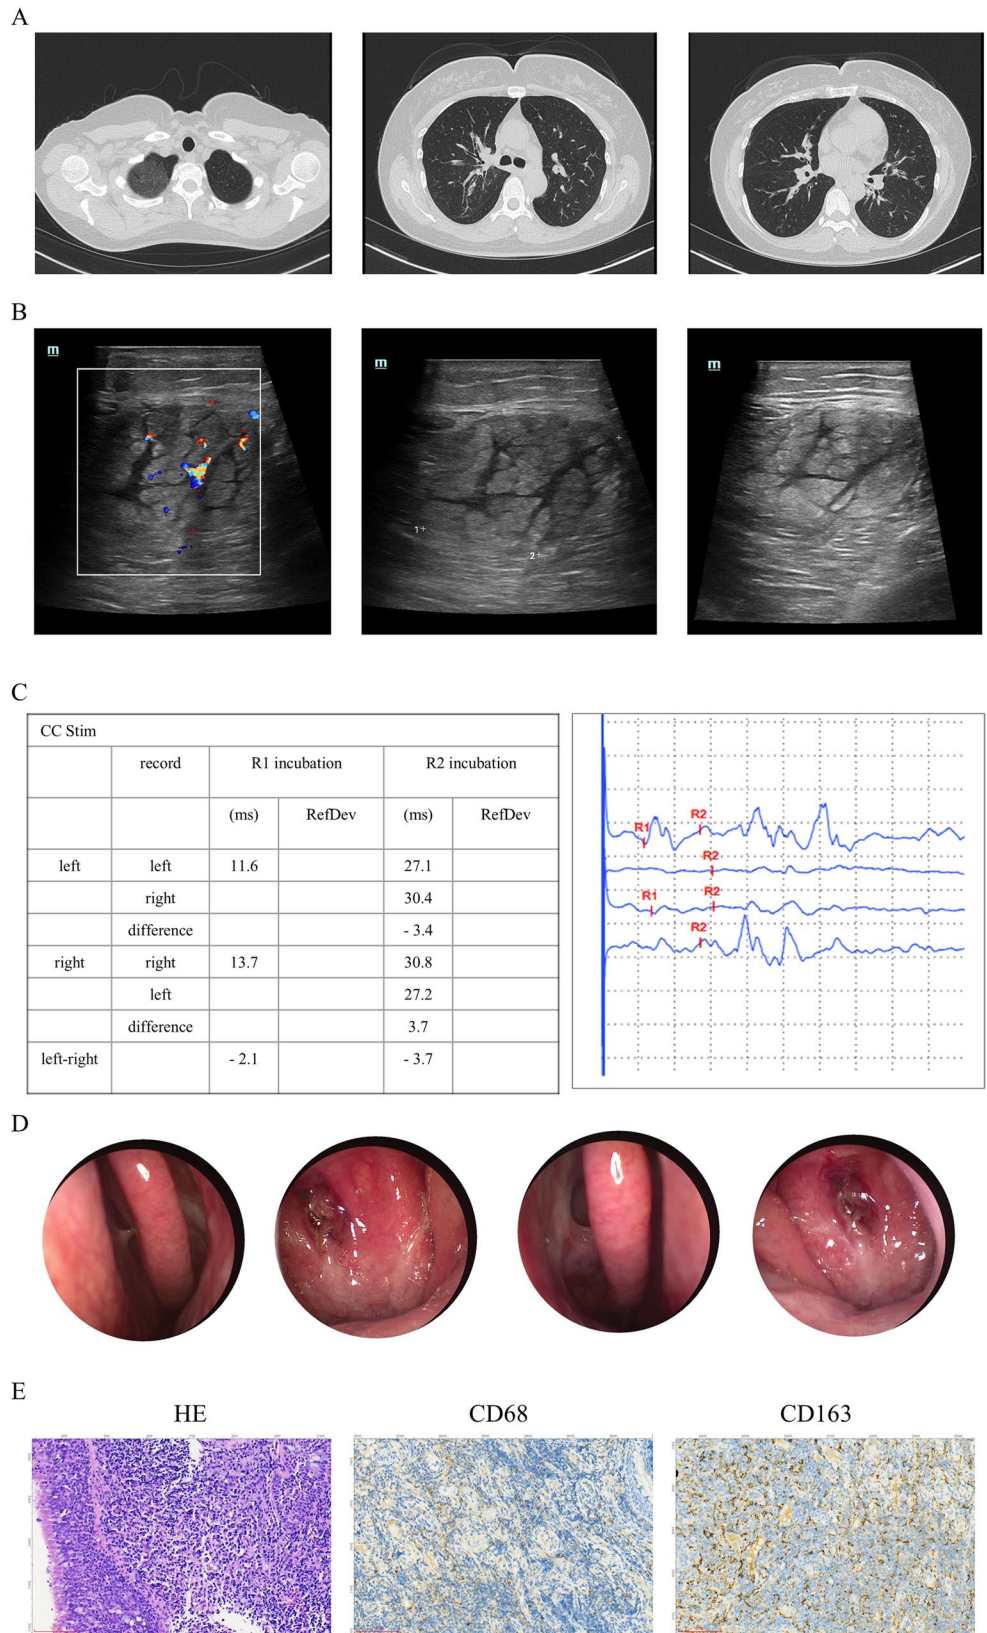 A
B
m
m
m
1
2
C
CC Stim
record R1 incubation R2 incubation
(ms) RefDev (ms) RefDev
left left 11.6 27.1
right 30.4
difference - 3.4
right right 13.7 30.8
left 27.2
difference 3.7
left-right - 2.1 - 3.7
R1 R2
R2
R1 R2
R2
D
E
HE CD68 CD163